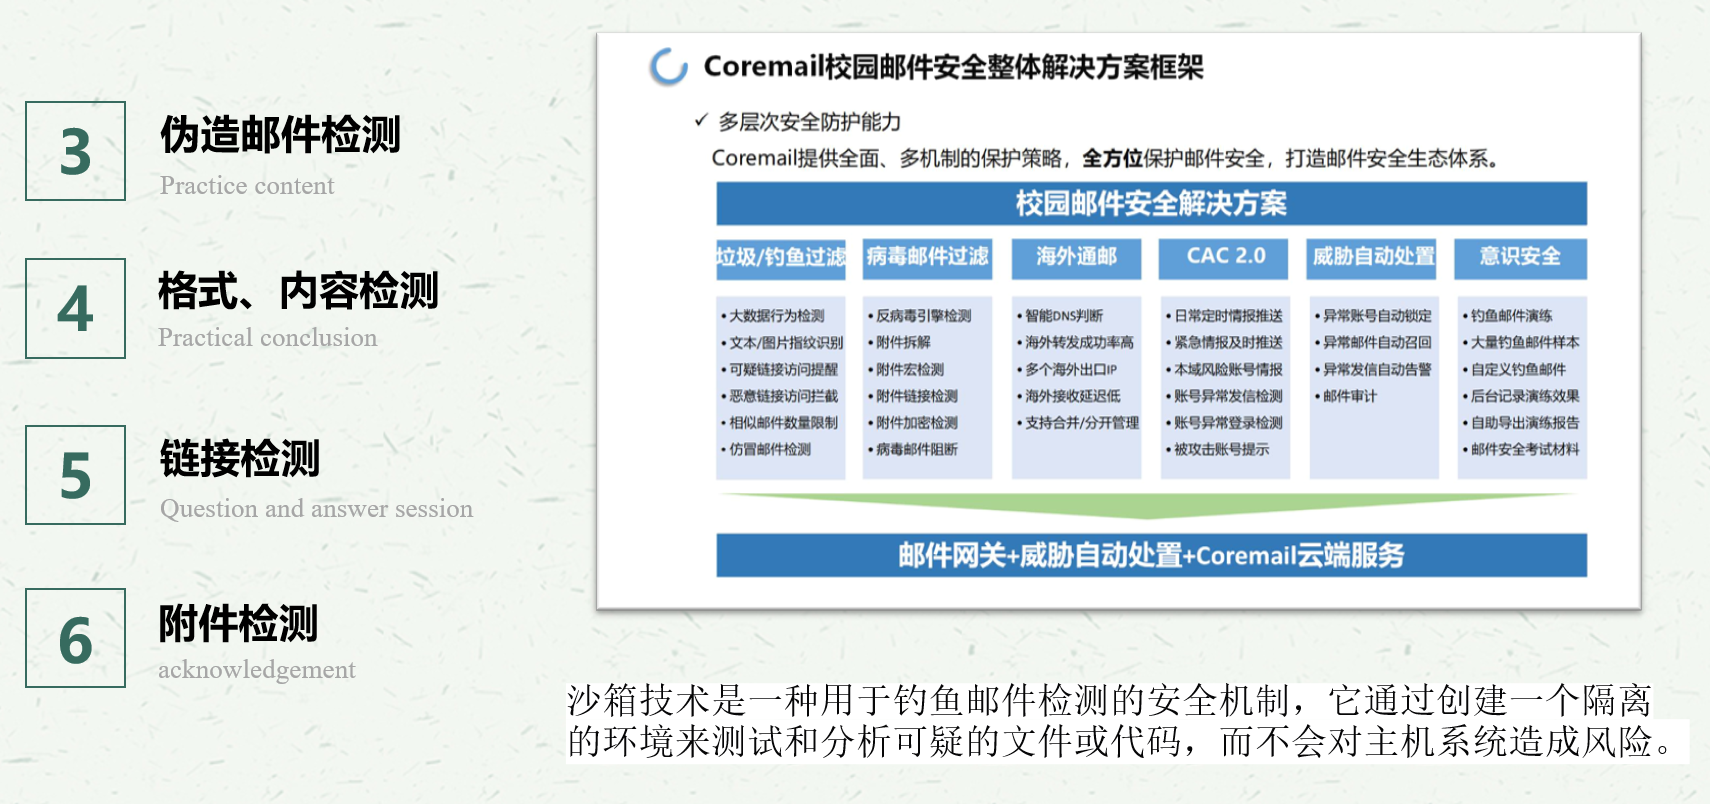 3
伪造邮件检测
Practice content
4
格式、内容检测
Practical conclusion
5
链接检测
Question and answer session
6
附件检测
acknowledgement
Coremail校园邮件安全整体解决方案框架
✓ 多层次安全防护能力
Coremail提供全面、多机制的保护策略，全方位保护邮件安全，打造邮件安全生态体系。
校园邮件安全解决方案
垃圾/钓鱼过滤
•大数据行为检测
•文本/图片指纹识别
•可疑链接访问提醒
•恶意链接访问拦截
•相似邮件数量限制
•仿冒邮件检测
病毒邮件过滤
•反病毒引擎检测
•附件拆解
•附件宏检测
•附件链接检测
•附件加密检测
•病毒邮件阻断
海外通邮
•智能DNS判断
•海外转发成功率高
•多个海外出口IP
•海外接收延迟低
•支持合并/分开管理
CAC 2.0
•日常定时情报推送
•紧急情报及时推送
•本域风险账号情报
•账号异常发信检测
•账号异常登录检测
•被攻击账号提示
威胁自动处置
•异常账号自动锁定
•异常邮件自动召回
•异常发信自动告警
•邮件审计
意识安全
•钓鱼邮件演练
•大量钓鱼邮件样本
•自定义钓鱼邮件
•后台记录演练效果
•自助导出演练报告
•邮件安全考试材料
邮件网关+威胁自动处置+Coremail云端服务
沙箱技术是一种用于钓鱼邮件检测的安全机制，它通过创建一个隔离
的环境来测试和分析可疑的文件或代码，而不会对主机系统造成风险。